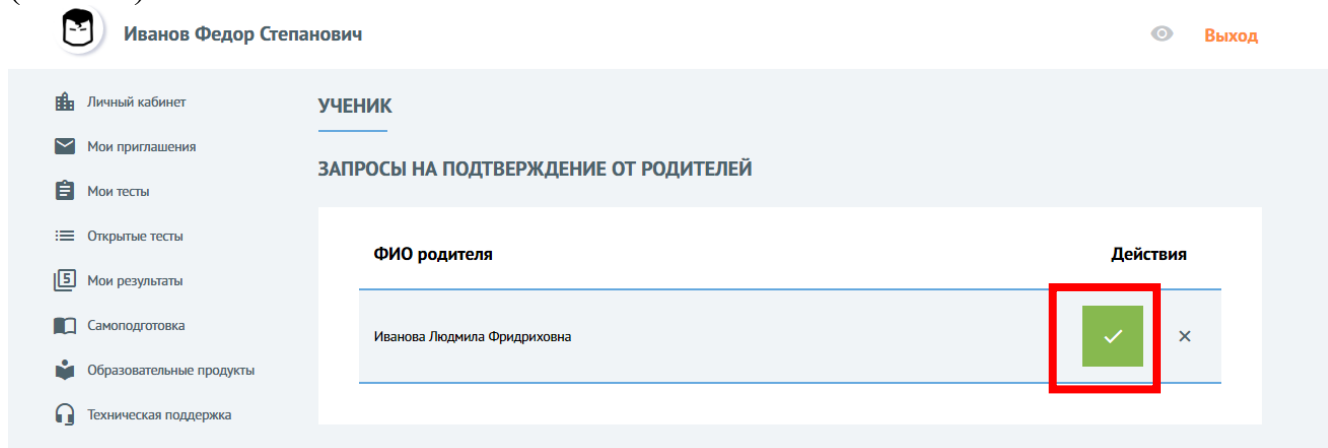 Иванов Федор Степанович
Выход
Личный кабинет
Мои приглашения
Мои тесты
Открытые тесты
5 Мои результаты
Самоподготовка
Образовательные продукты
Техническая поддержка
УЧЕНИК
ЗАПРОСЫ НА ПОДТВЕРЖДЕНИЕ ОТ РОДИТЕЛЕЙ
ФИО родителя Действия
Иванова Людмила Фридриховна